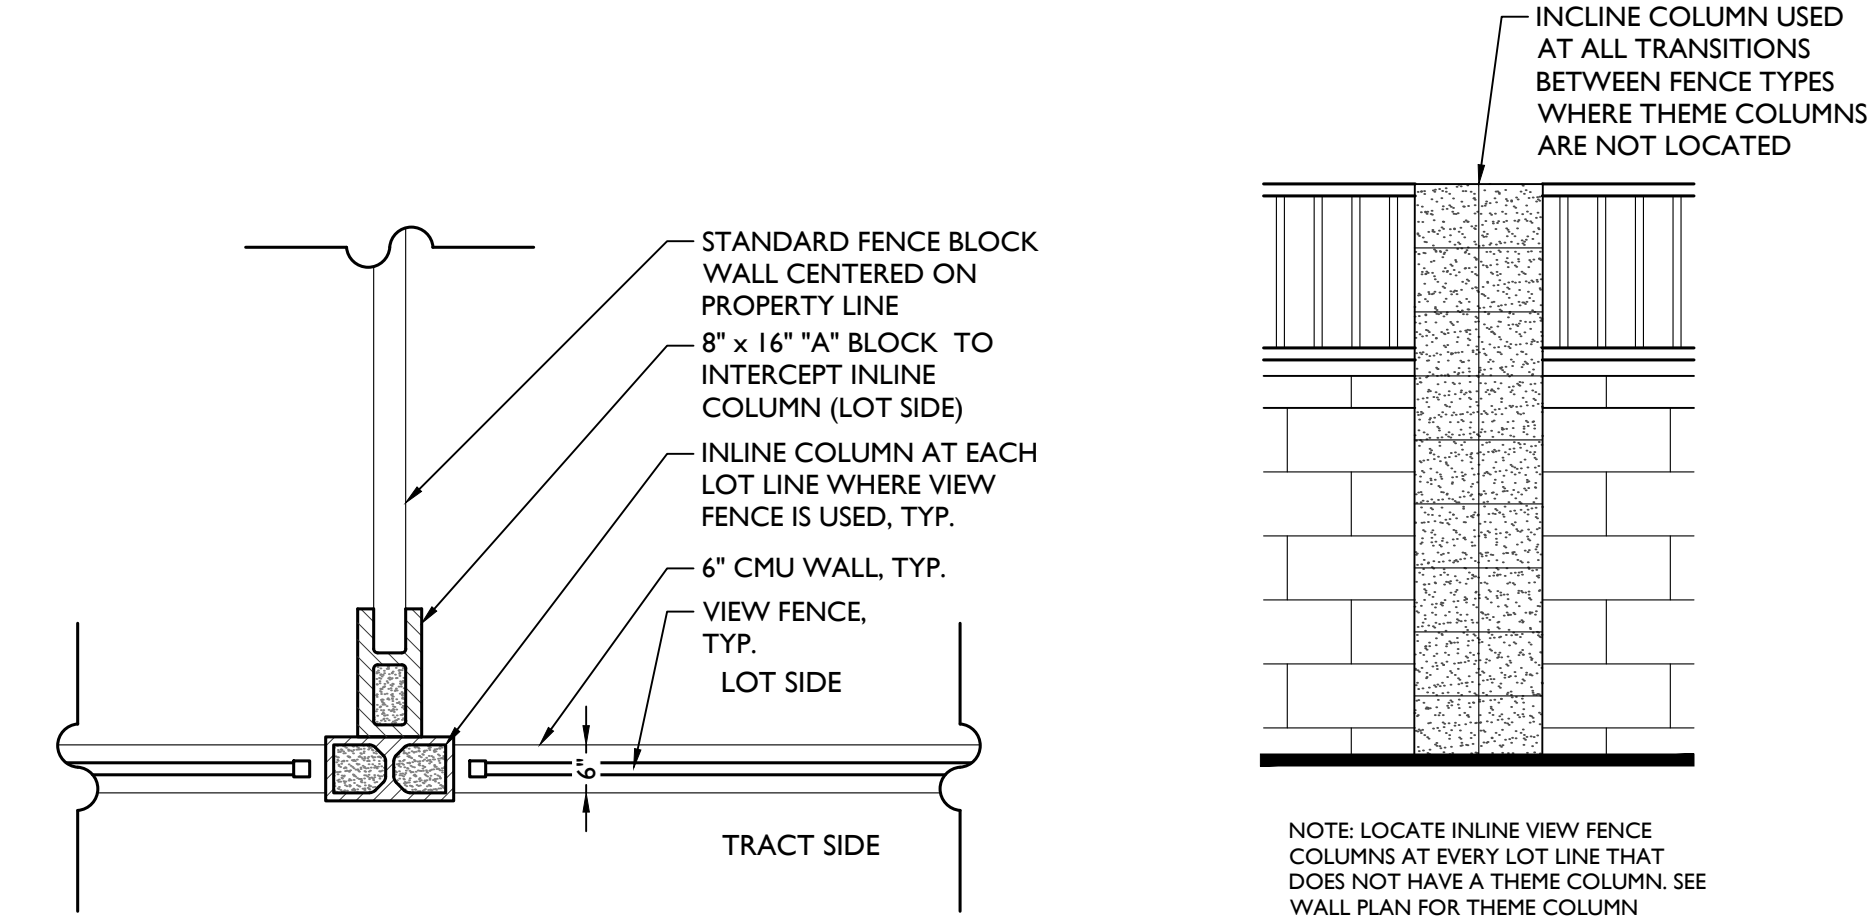 INCLINE COLUMN USED
AT ALL TRANSITIONS
BETWEEN FENCE TYPES
WHERE THEME COLUMNS
ARE NOT LOCATED
STANDARD FENCE BLOCK
WALL CENTERED ON
PROPERTY LINE
8" x 16" "A" BLOCK TO
INTERCEPT INLINE
COLUMN (LOT SIDE)
INLINE COLUMN AT EACH
LOT LINE WHERE VIEW
FENCE IS USED, TYP.
6" CMU WALL, TYP.
VIEW FENCE,
TYP.
LOT SIDE
6"
TRACT SIDE
NOTE: LOCATE INLINE VIEW FENCE
COLUMNS AT EVERY LOT LINE THAT
DOES NOT HAVE A THEME COLUMN. SEE
WALL PLAN FOR THEME COLUMN